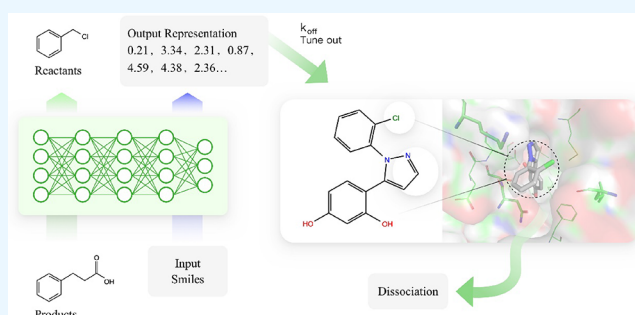 Cl
Reactants
Output Representation
0.21, 3.34, 2.31, 0.87,
4.59, 4.38, 2.36...
koff
Tune out
Cl
N
N
HO
OH
O
OH
Input
Smiles
Products
Dissociation